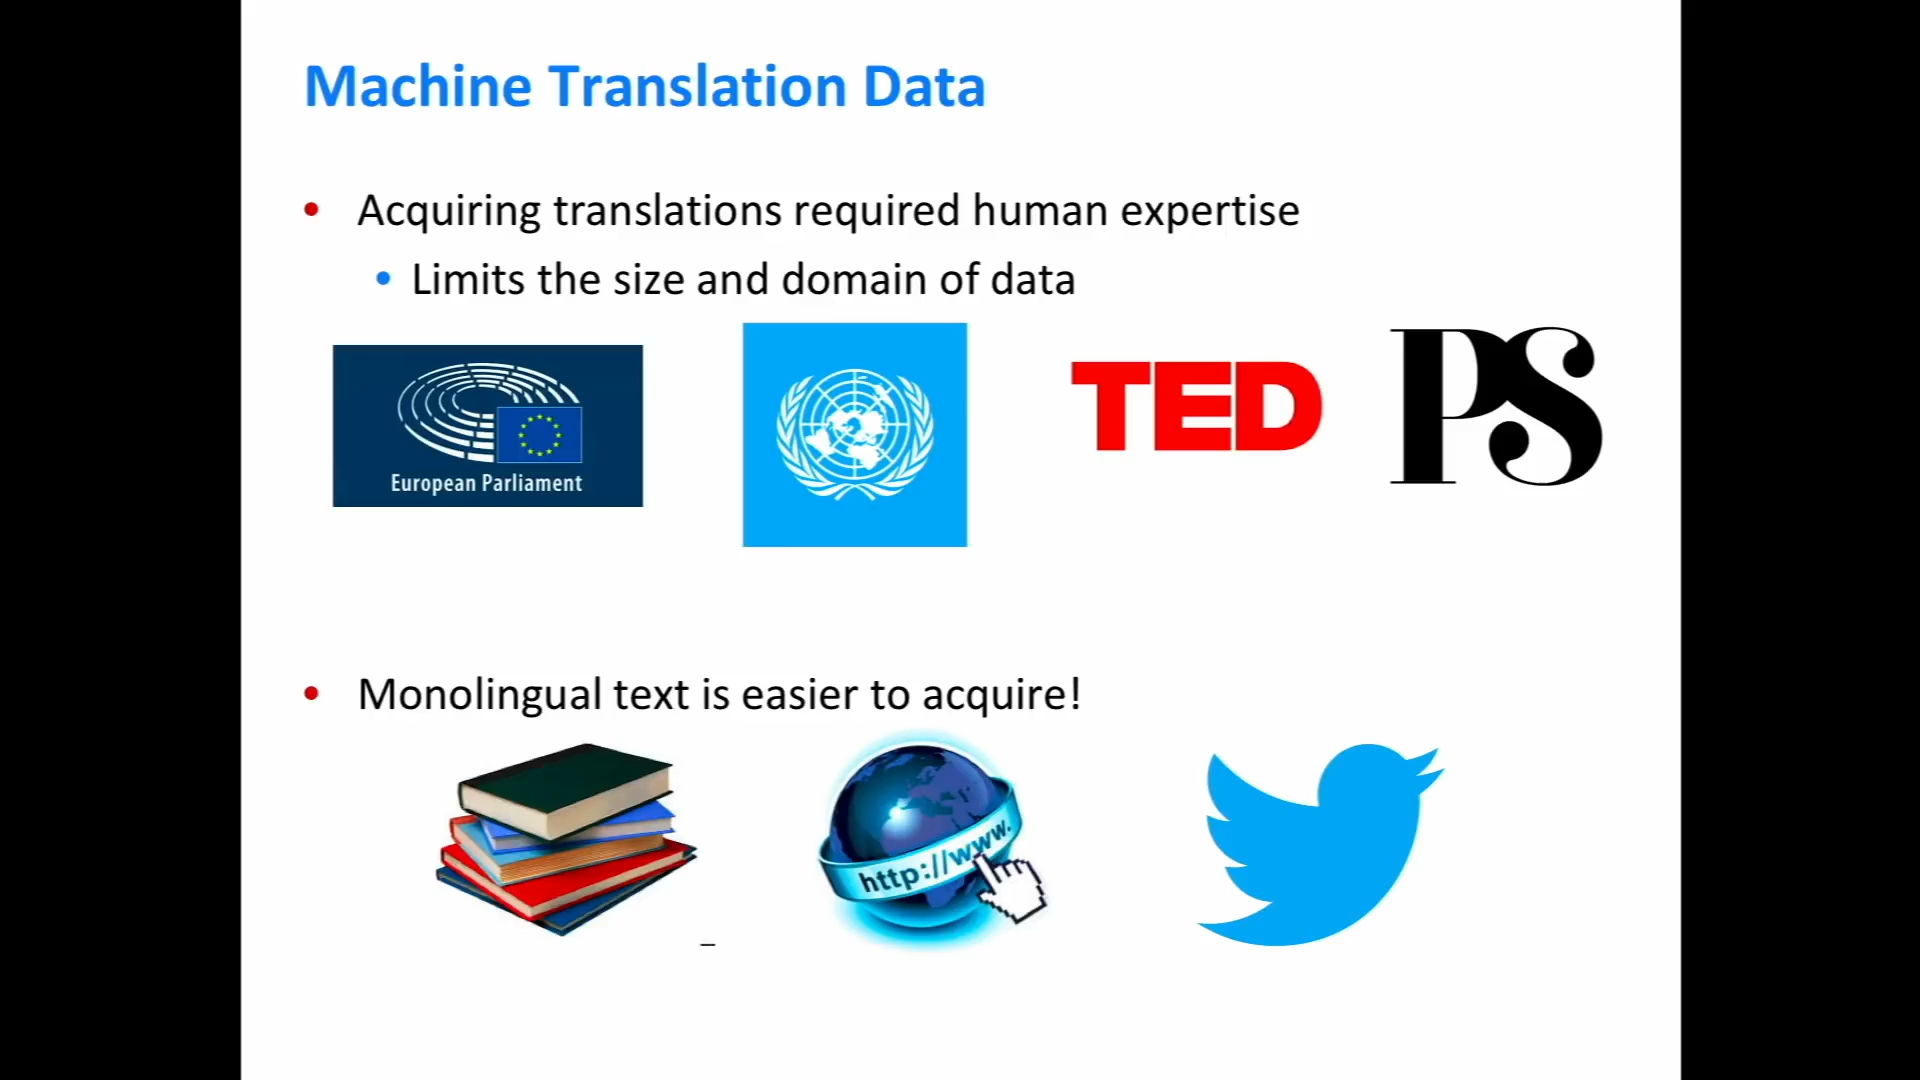 Machine Translation Data
• Acquiring translations required human expertise
• Limits the size and domain of data
European Parliament
TED
PS
• Monolingual text is easier to acquire!
http://www.